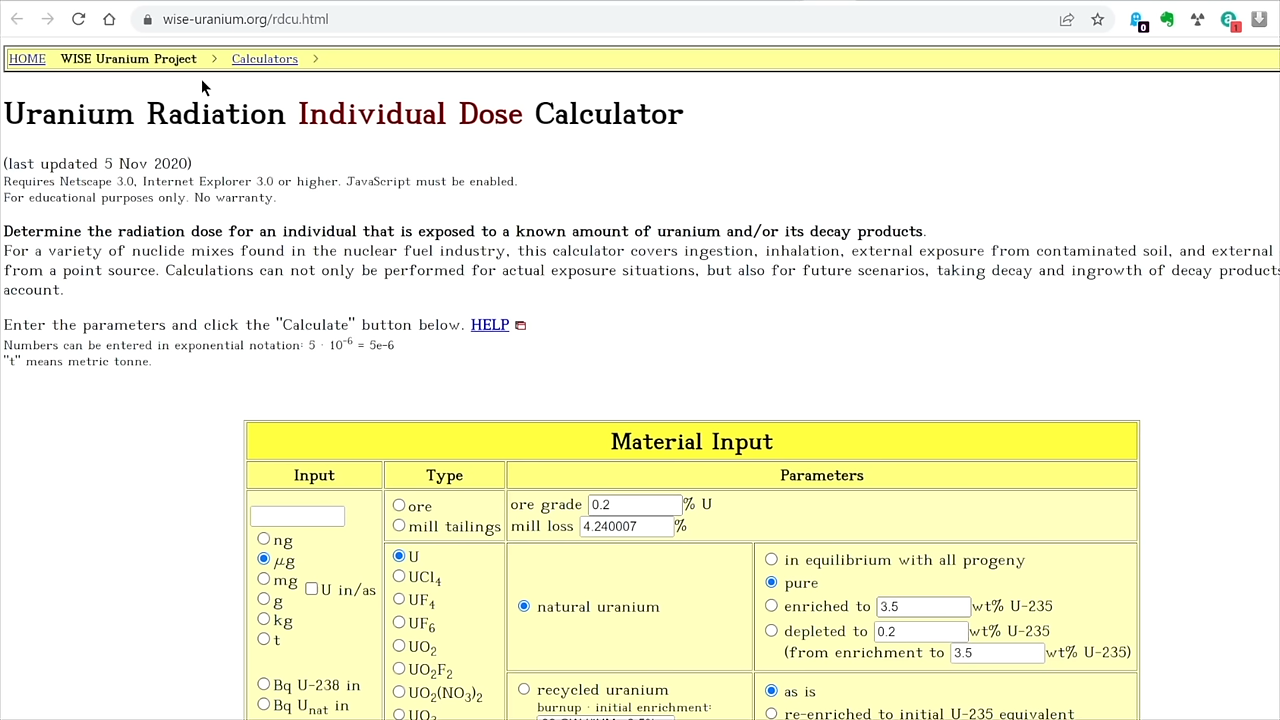 wise-uranium.org/rdcu.html
0
1
HOME WISE Uranium Project > Calculators >
Uranium Radiation Individual Dose Calculator
(last updated 5 Nov 2020)
Requires Netscape 3.0, Internet Explorer 3.0 or higher. JavaScript must be enabled.
For educational purposes only. No warranty.
Determine the radiation dose for an individual that is exposed to a known amount of uranium and/or its decay products.
For a variety of nuclide mixes found in the nuclear fuel industry, this calculator covers ingestion, inhalation, external exposure from contaminated soil, and external
from a point source. Calculations can not only be performed for actual exposure situations, but also for future scenarios, taking decay and ingrowth of decay products
account.
Enter the parameters and click the "Calculate" button below. HELP
Numbers can be entered in exponential notation: 5 · 10⁻⁶ = 5e-6
"t" means metric tonne.
Material Input
Input Type Parameters
ore
mill tailings
ore grade 0.2 % U
mill loss 4.240007 %
ng
µg
mg
g
kg
t
U in/as
Bq U-238 in
Bq Unat in
U
UCl₄
UF₄
UF₆
UO₂
UO₂F₂
UO₂(NO₃)₂
natural uranium
in equilibrium with all progeny
pure
enriched to 3.5 wt% U-235
depleted to 0.2 wt% U-235
(from enrichment to 3.5 wt% U-235)
recycled uranium
burnup · initial enrichment:
as is
re-enriched to initial U-235 equivalent